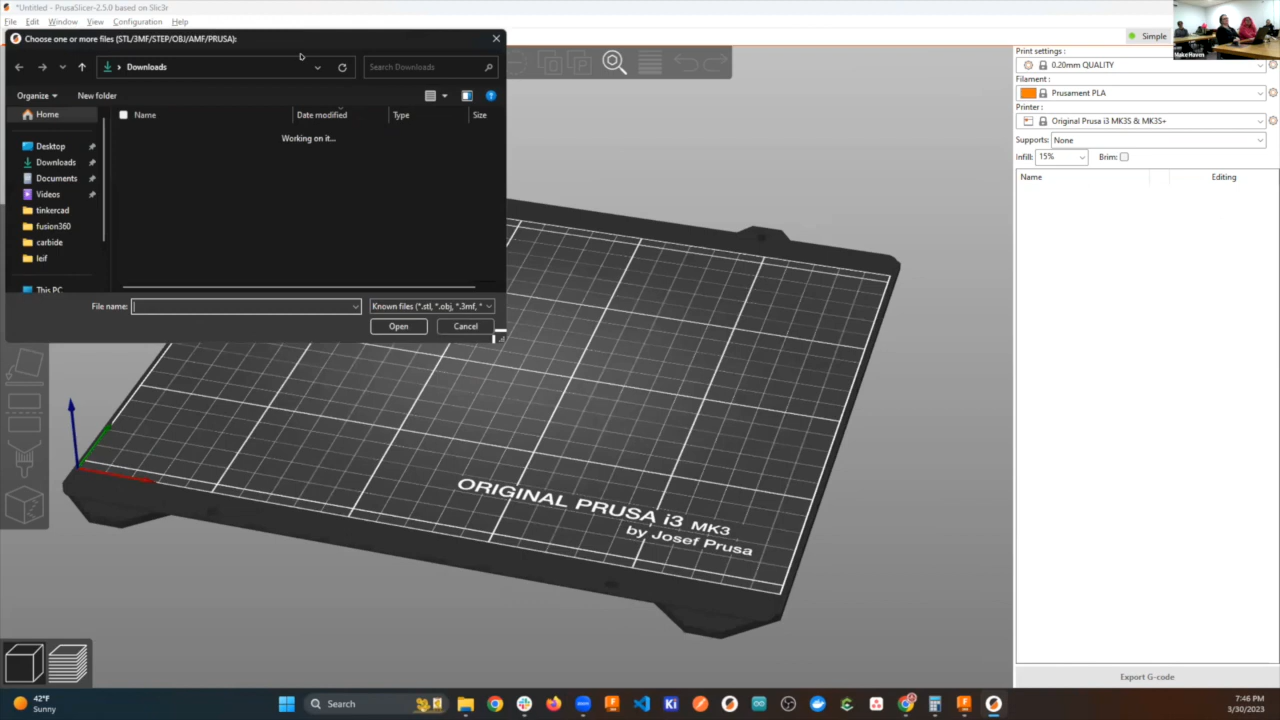 *Untitled - PrusaSlicer-2.5.0 based on Slic3r
File Edit Window View Configuration Help
Choose one or more files (STL/3MF/STEP/OBJ/AMF/PRUSA):
Downloads
Search Downloads
Organize New folder
Home
Name Date modified Type Size
Working on it...
Desktop
Downloads
Documents
Videos
tinkercad
fusion360
carbide
leif
This PC
File name:
Known files (*.stl, *.obj, *.3mf, *
Open Cancel
Simple
Make Haven
Print settings :
0.20mm QUALITY
Filament :
Prusament PLA
Printer :
Original Prusa i3 MK3S & MK3S+
Supports: None
Infill: 15% Brim:
Name Editing
ORIGINAL PRUSA i3 MK3
by Josef Prusa
Export G-code
42°F
Sunny
Search
Ki
7:46 PM
3/30/2023